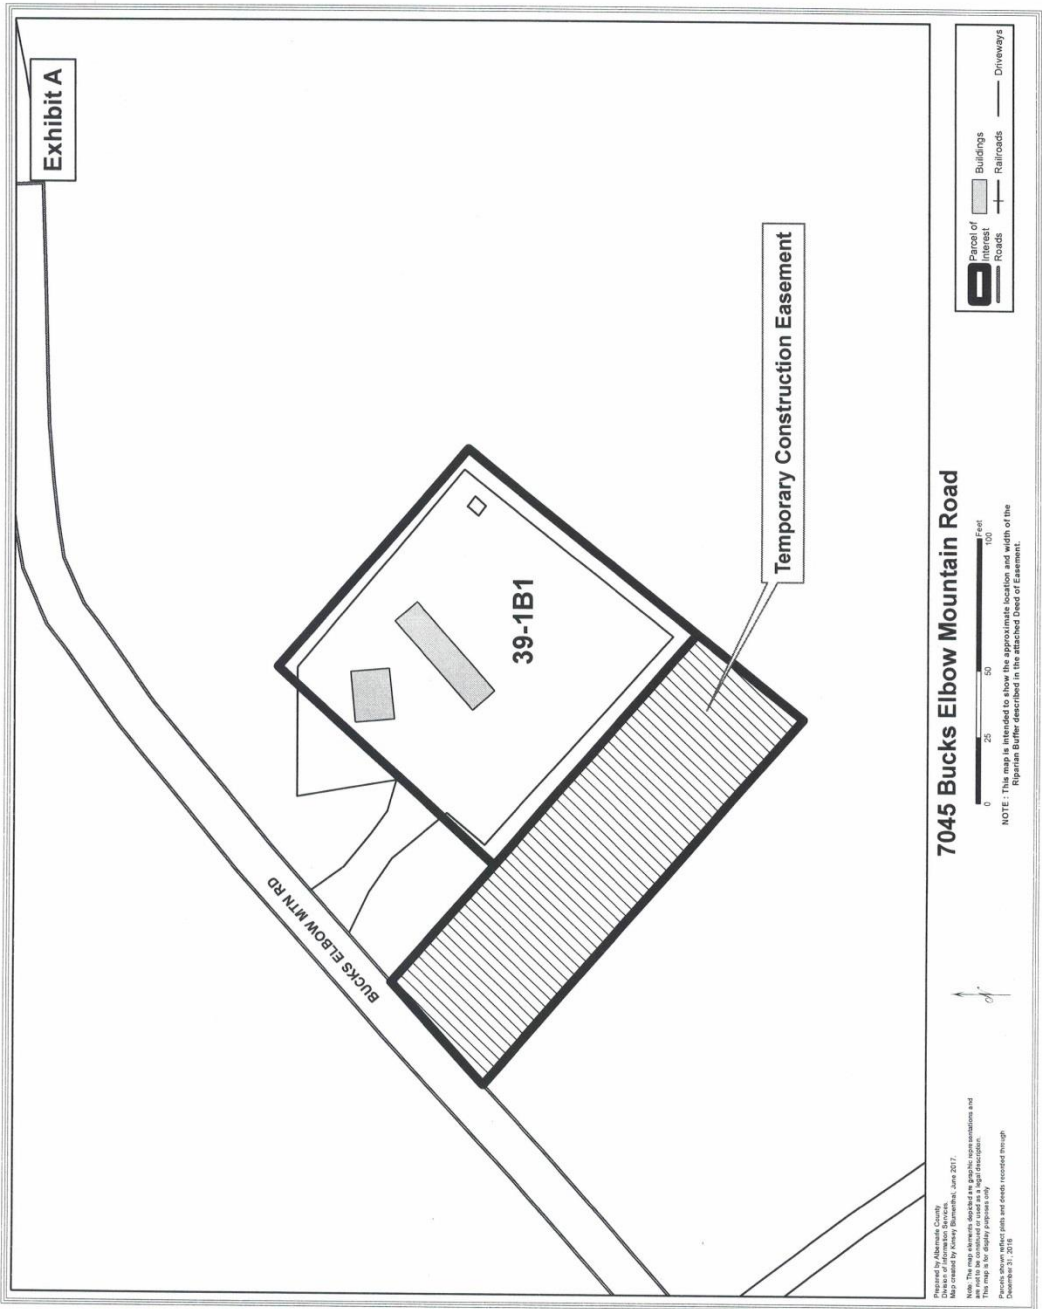 Exhibit A
BUCKS ELBOW MTN RD
39-1B1
Temporary Construction Easement
7045 Bucks Elbow Mountain Road
0 25 50 100 Feet
NOTE : This map is intended to show the approximate location and width of the
Riparian Buffer described in the attached Deed of Easement.
Parcel of
Interest
Buildings
Roads
Railroads
Driveways
Prepared by Albemarle County
Division of Information Services.
Map created by Kinsey Blumenthal, June 2017.
Note: The map elements depicted are graphic representations and
are not to be construed or used as a legal description.
This map is for display purposes only
Parcels shown reflect plats and deeds recorded through
December 31, 2016
N